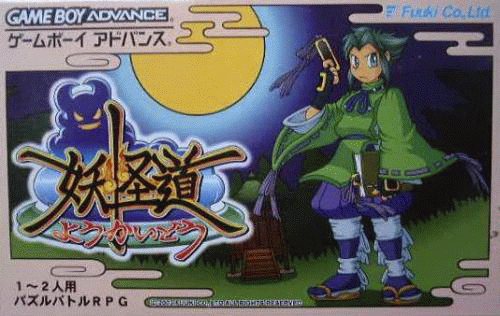 GAME BOY ADVANCE
ゲームボーイ アドバンス
Fuuki Co., Ltd
妖怪道
ようかいどう
1〜2人用
パズルバトルRPG